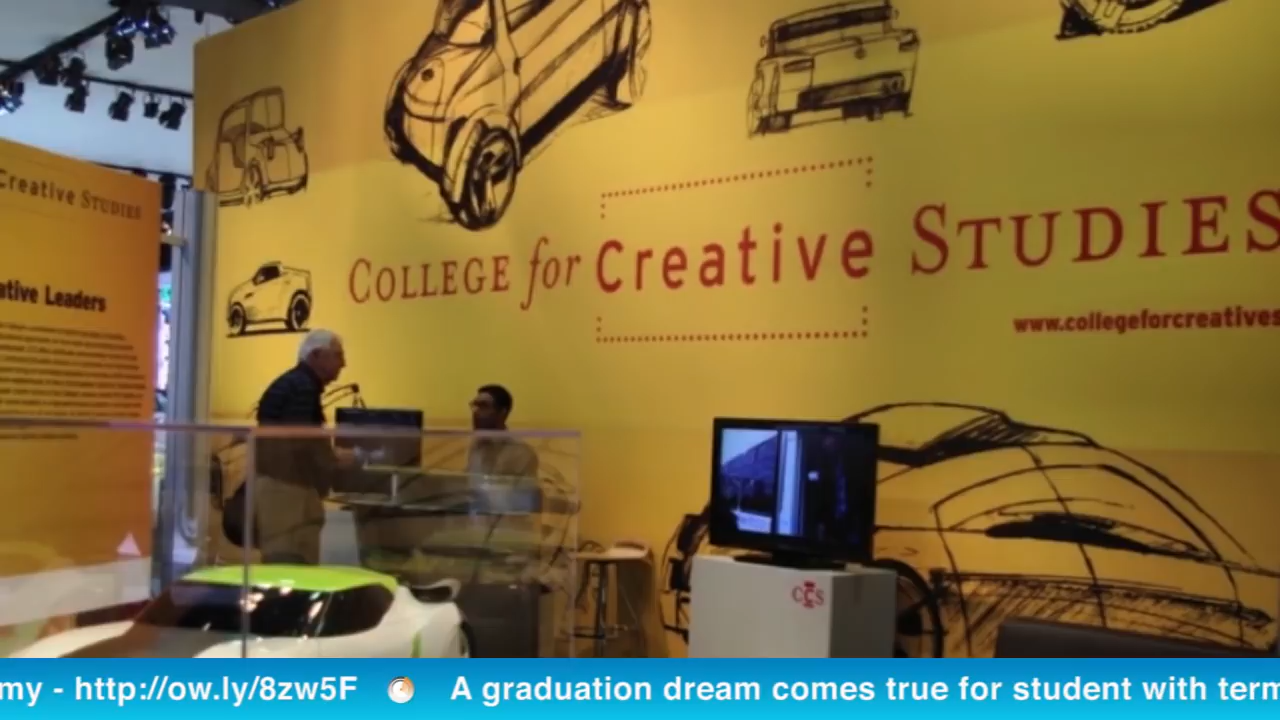 Creative STUDIES
ative Leaders
COLLEGE for Creative STUDIES
www.collegeforcreatives
CCS
my - http://ow.ly/8zw5F A graduation dream comes true for student with term